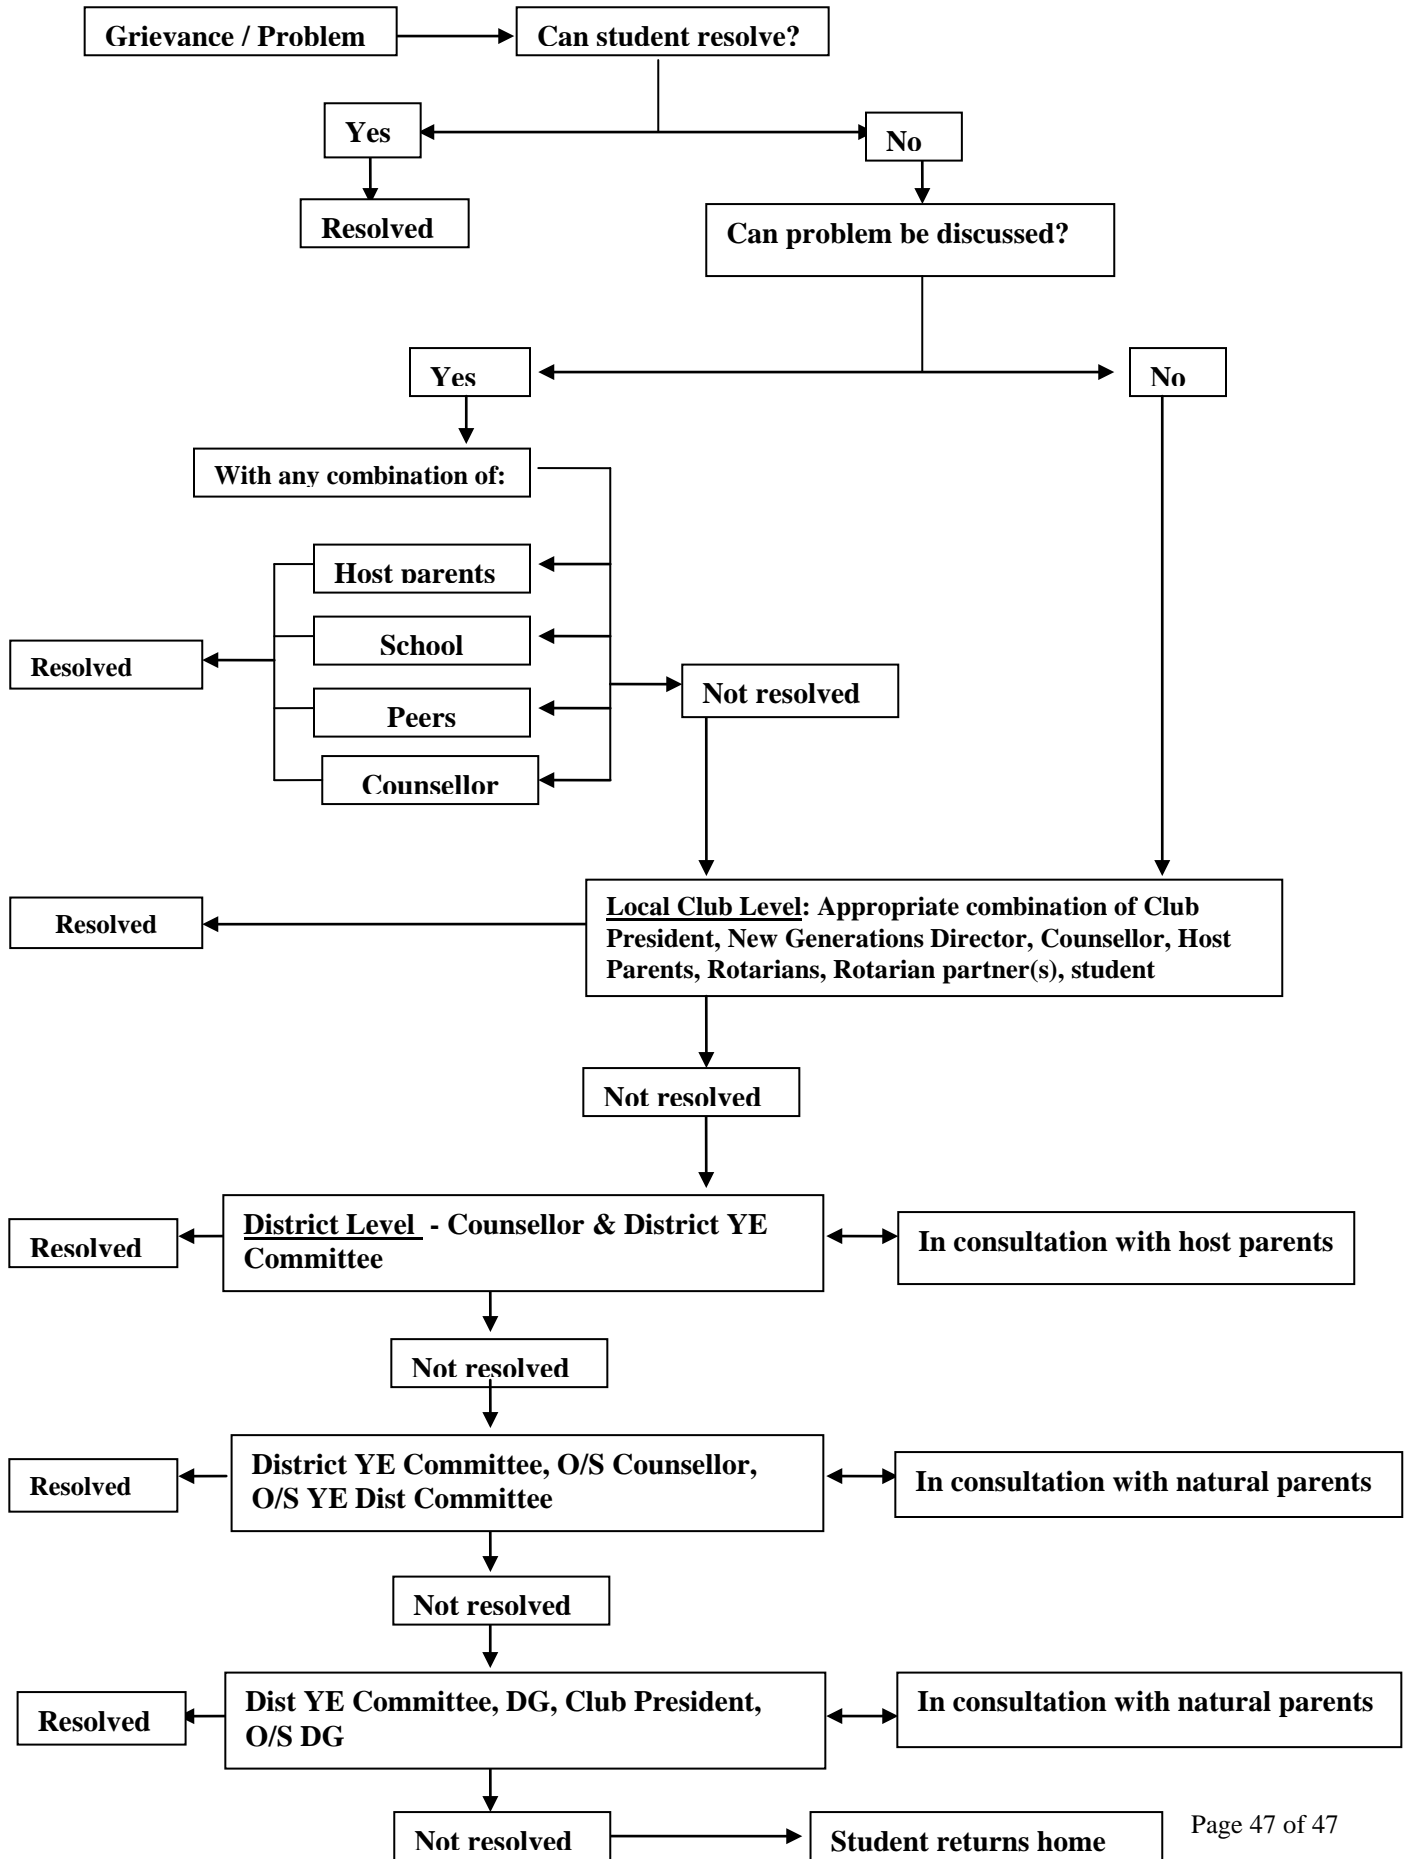 Grievance / Problem
Can student resolve?
Yes
No
Resolved
Can problem be discussed?
Yes
No
With any combination of:
Host parents
School
Resolved
Not resolved
Peers
Counsellor
Local Club Level: Appropriate combination of Club
President, New Generations Director, Counsellor, Host
Parents, Rotarians, Rotarian partner(s), student
Resolved
Not resolved
District Level - Counsellor & District YE
Committee
Resolved
In consultation with host parents
Not resolved
District YE Committee, O/S Counsellor,
O/S YE Dist Committee
Resolved
In consultation with natural parents
Not resolved
Dist YE Committee, DG, Club President,
O/S DG
Resolved
In consultation with natural parents
Not resolved
Student returns home
Page 47 of 47